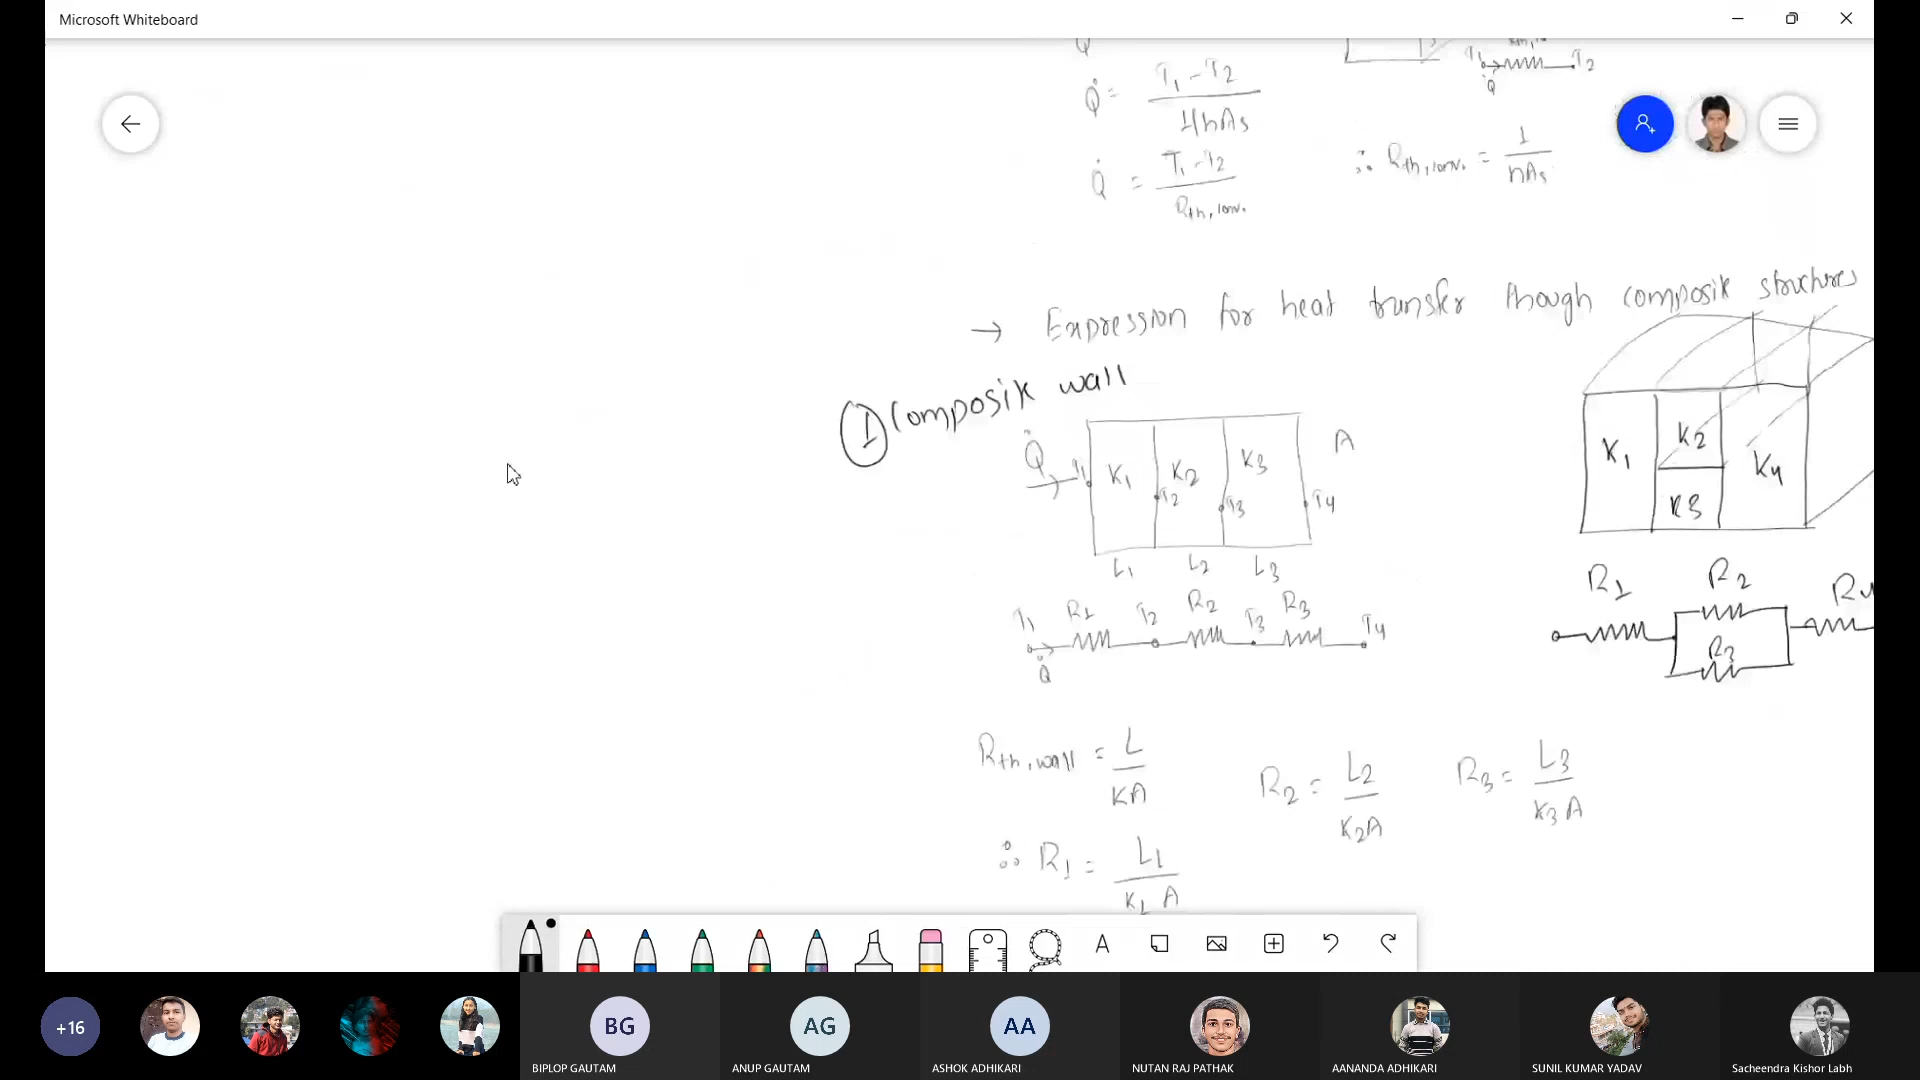 Microsoft Whiteboard
T1 T2
Q̇
Q̇ = (T1 - T2) / (1/hAs)
∴ Rth, conv. = 1 / hAs
Q̇ = (T1 - T2) / Rth, conv.
→ Expression for heat transfer though composite structures
① Composite wall
Q̇ T1 K1 T2 K2 T3 K3 T4 A
L1 L2 L3
K1 K2 K3 K4
T1 R1 T2 R2 T3 R3 T4
Q̇
R1 R2 R3
Rth, wall = L / KA
R2 = L2 / K2A
R3 = L3 / K3A
∴ R1 = L1 / K1A
+16
BG
AG
AA
BIPLOP GAUTAM
ANUP GAUTAM
ASHOK ADHIKARI
NUTAN RAJ PATHAK
AANANDA ADHIKARI
SUNIL KUMAR YADAV
Sacheendra Kishor Labh